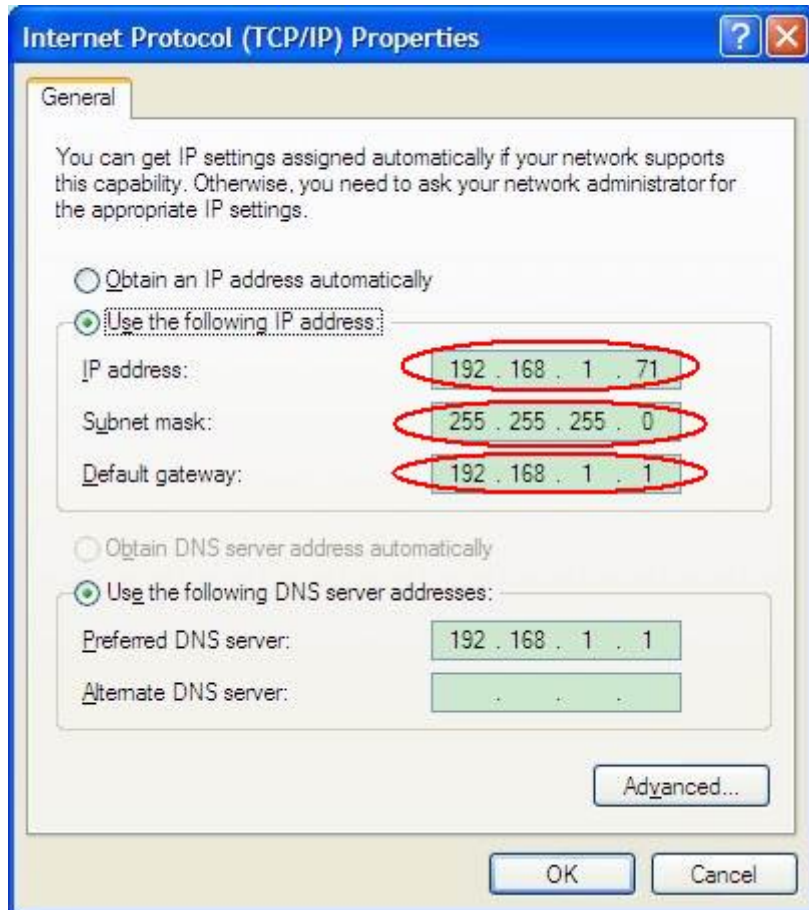 Internet Protocol (TCP/IP) Properties
General
You can get IP settings assigned automatically if your network supports
this capability. Otherwise, you need to ask your network administrator for
the appropriate IP settings.
Obtain an IP address automatically
Use the following IP address:
IP address: 192 . 168 . 1 . 71
Subnet mask: 255 . 255 . 255 . 0
Default gateway: 192 . 168 . 1 . 1
Obtain DNS server address automatically
Use the following DNS server addresses:
Preferred DNS server: 192 . 168 . 1 . 1
Alternate DNS server: . . .
Advanced...
OK Cancel